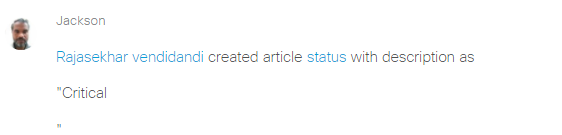 Jackson
Rajasekhar vendidandi created article status with description as
"Critical
"